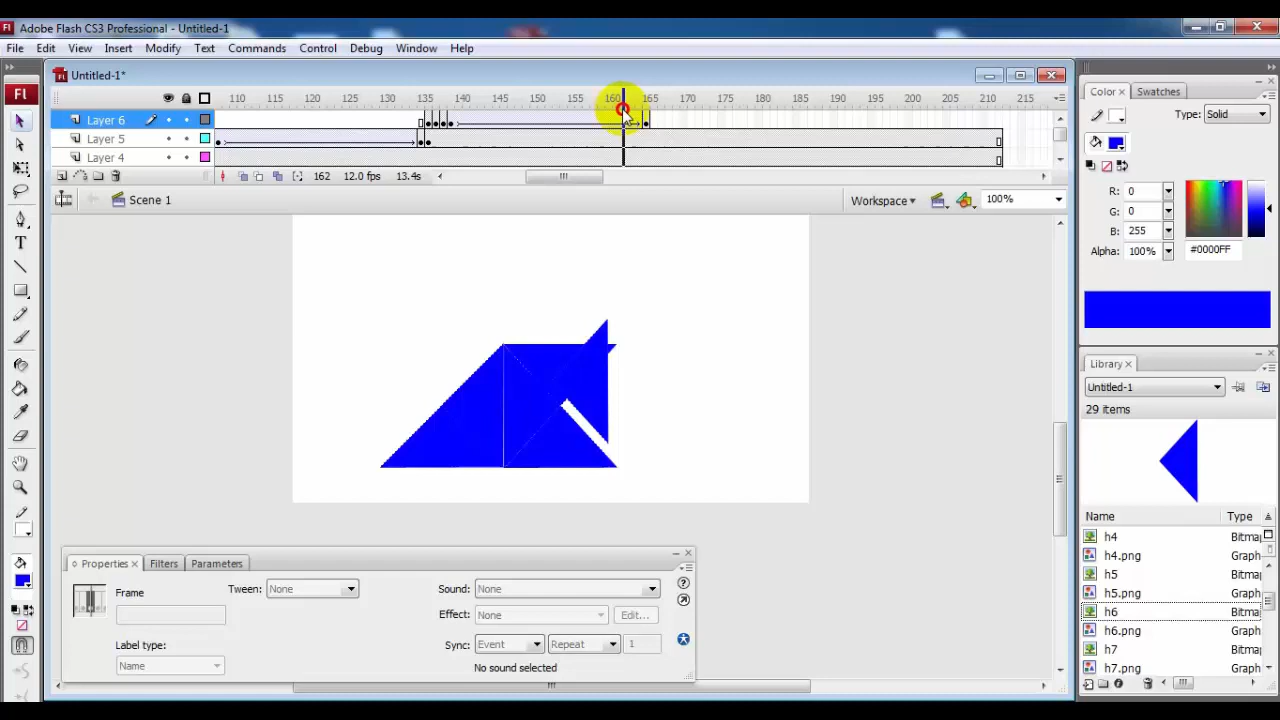 Adobe Flash CS3 Professional - Untitled-1
File Edit View Insert Modify Text Commands Control Debug Window Help
Untitled-1*
110 115 120 125 130 135 140 145 150 155 160 165 170 175 180 185 190 195 200 205 210 215
Layer 6
Layer 5
Layer 4
162 12.0 fps 13.4s
Scene 1
Workspace
100%
Properties × Filters Parameters
Frame
Tween: None
Sound: None
Effect: None Edit...
Label type:
Name
Sync: Event Repeat 1
No sound selected
Color × Swatches
Type: Solid
R: 0
G: 0
B: 255
Alpha: 100% #0000FF
Library ×
Untitled-1
29 items
Name Type
h4 Bitma
h4.png Graph
h5 Bitma
h5.png Graph
h6 Bitma
h6.png Graph
h7 Bitma
h7.png Graph